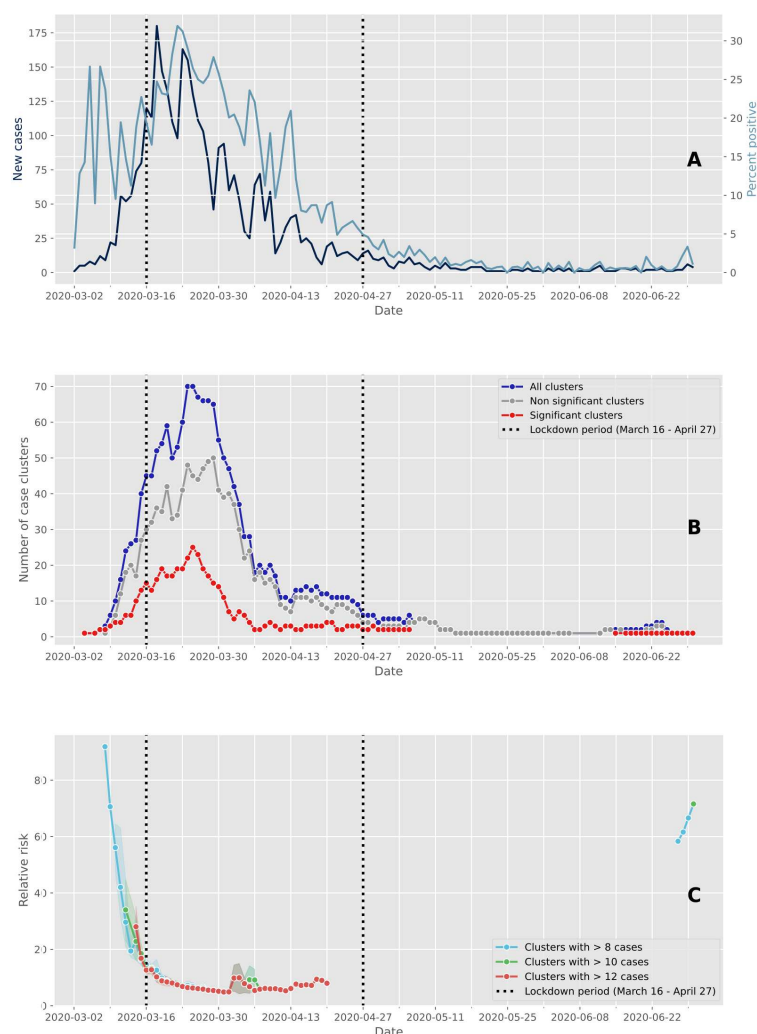 175
150
125
100
75
50
25
0
30
25
20
15
10
5
0
New cases
Percent positive
A
2020-03-02 2020-03-16 2020-03-30 2020-04-13 2020-04-27 2020-05-11 2020-05-25 2020-06-08 2020-06-22
Date
70
60
50
40
30
20
10
0
Number of case clusters
All clusters
Non significant clusters
Significant clusters
Lockdown period (March 16 - April 27)
B
2020-03-02 2020-03-16 2020-03-30 2020-04-13 2020-04-27 2020-05-11 2020-05-25 2020-06-08 2020-06-22
Date
Relative risk
C
Clusters with > 8 cases
Clusters with > 10 cases
Clusters with > 12 cases
Lockdown period (March 16 - April 27)
2020-03-02 2020-03-16 2020-03-30 2020-04-13 2020-04-27 2020-05-11 2020-05-25 2020-06-08 2020-06-22
Date